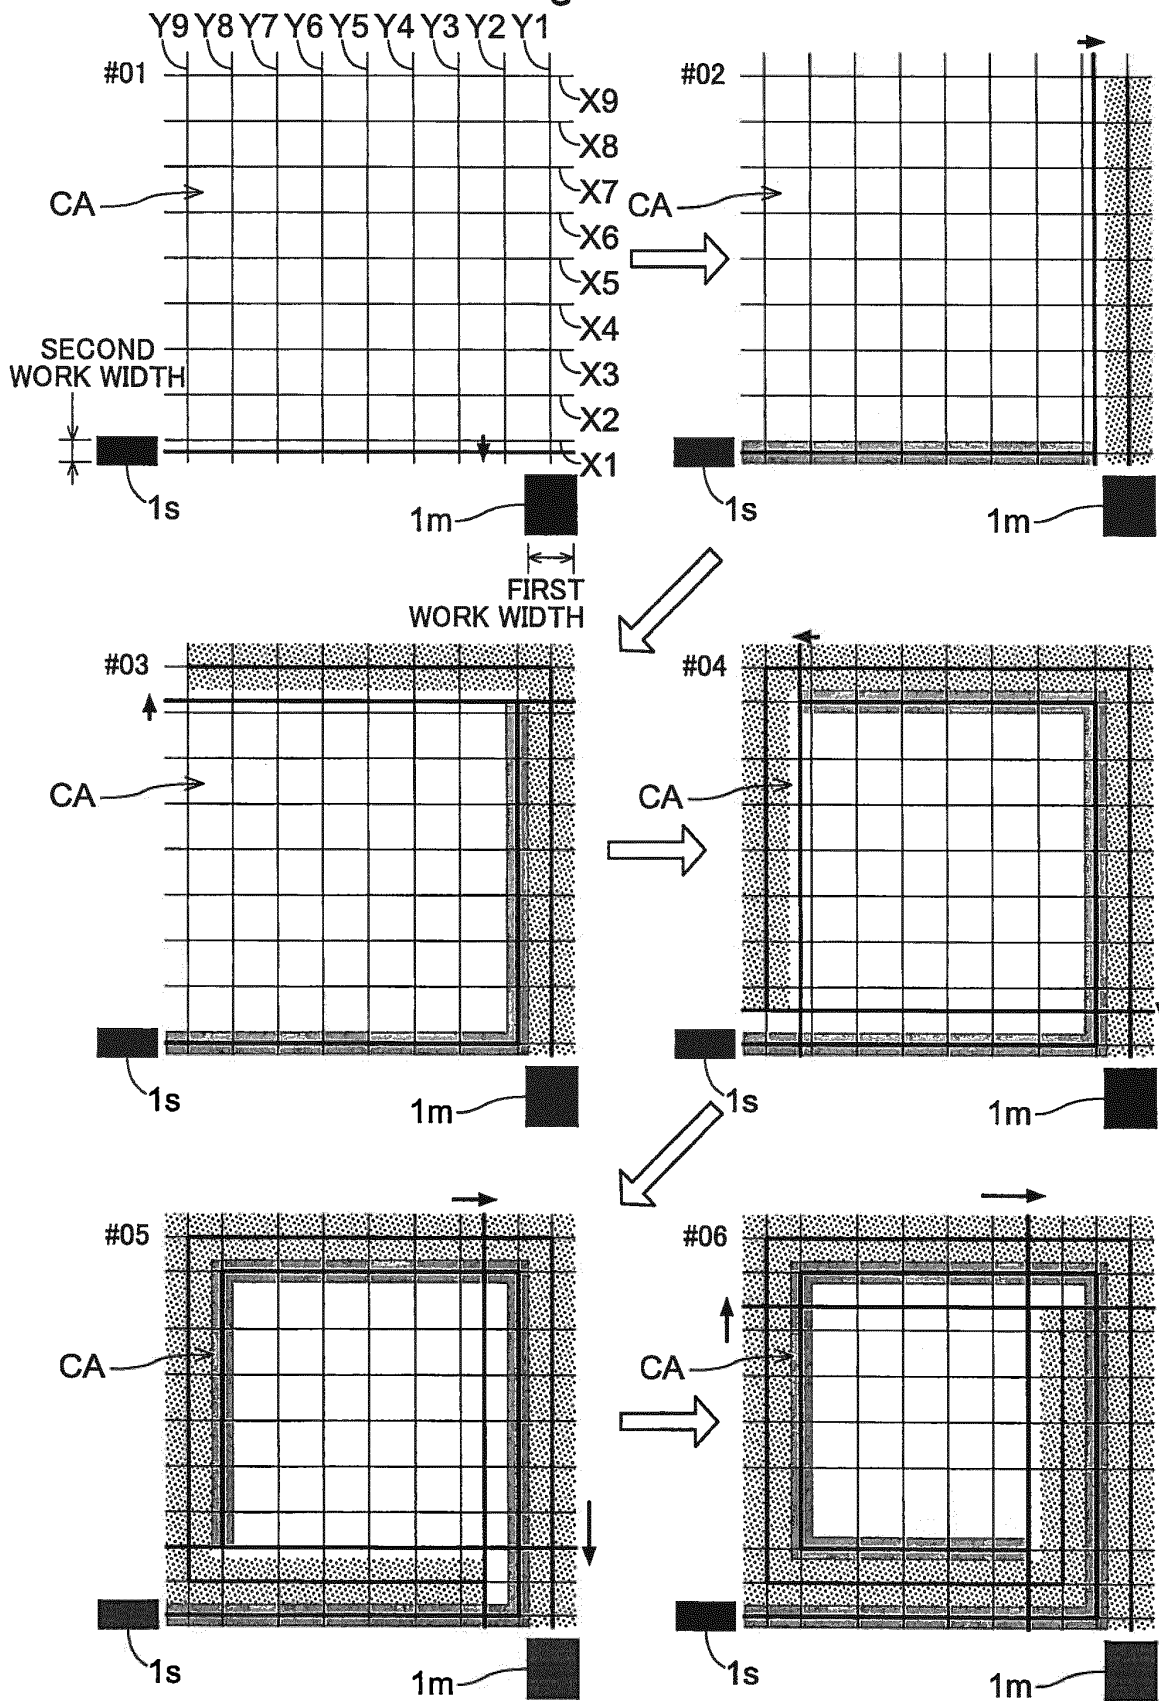 Y9 Y8 Y7 Y6 Y5 Y4 Y3 Y2 Y1
#01
X9
X8
X7
CA
X6
X5
X4
SECOND
WORK WIDTH
X3
X2
X1
1s
1m
FIRST
WORK WIDTH
#02
CA
1s
1m
#03
CA
1s
1m
#04
CA
1s
1m
#05
CA
1s
1m
#06
CA
1s
1m